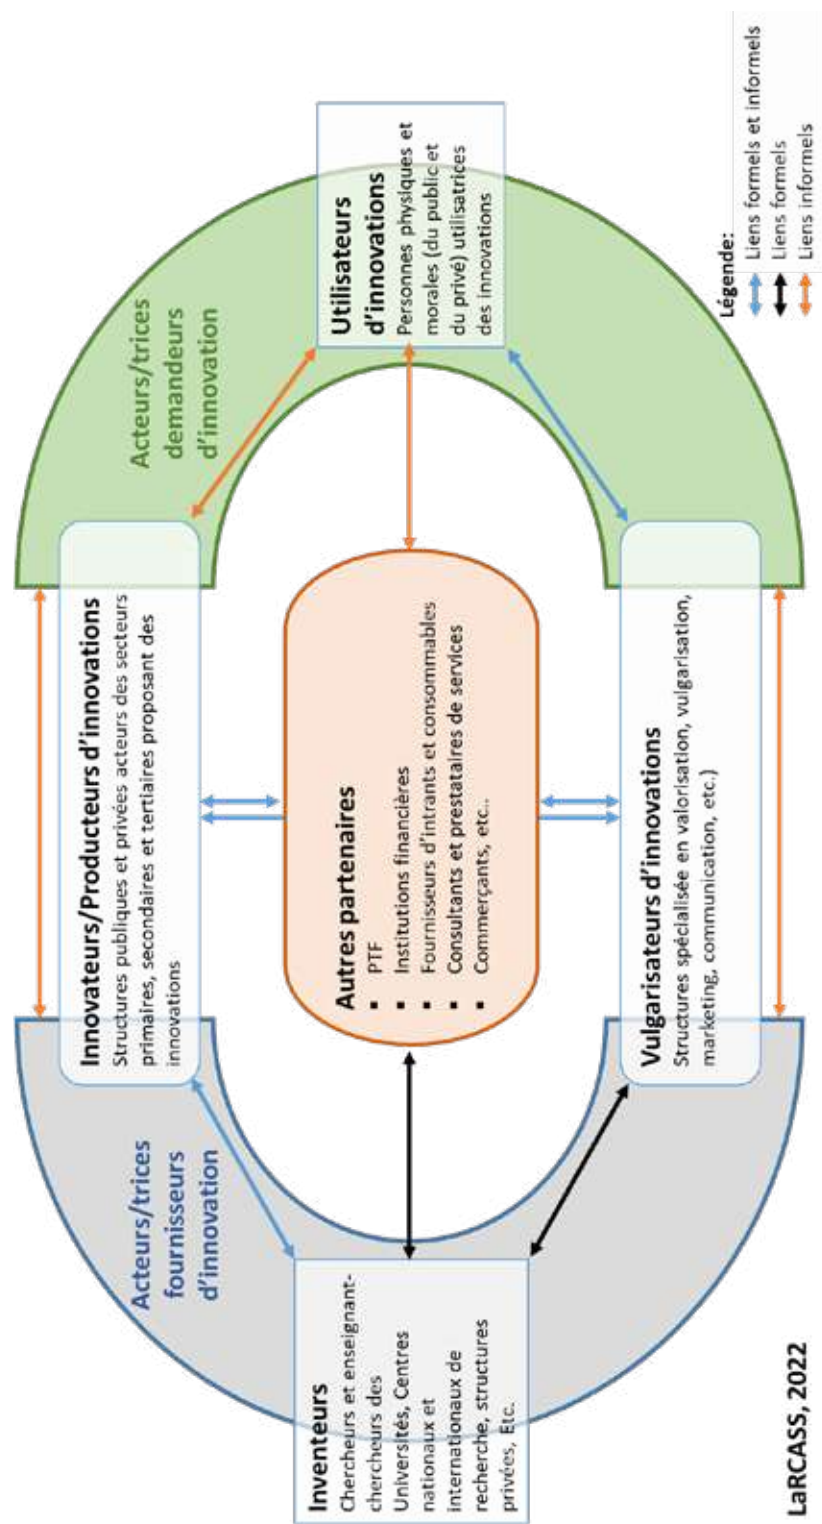 Acteurs/trices
fournisseurs
d'innovation
Acteurs/trices
demandeurs
d'innovation
Innovateurs/Producteurs d'innovations
Structures publiques et privées acteurs des secteurs
primaires, secondaires et tertiaires proposant des
innovations
Inventeurs
Chercheurs et enseignant-
chercheurs des
Universités, Centres
nationaux et
internationaux de
recherche, structures
privées, Etc.
Autres partenaires
▪ PTF
▪ Institutions financières
▪ Fournisseurs d'intrants et consommables
▪ Consultants et prestataires de services
▪ Commerçants, etc...
Utilisateurs
d'innovations
Personnes physiques et
morales (du public et
du privé) utilisatrices
des innovations
Vulgarisateurs d'innovations
Structures spécialisée en valorisation, vulgarisation,
marketing, communication, etc.)
Légende:
Liens formels et informels
Liens formels
Liens informels
LaRCASS, 2022